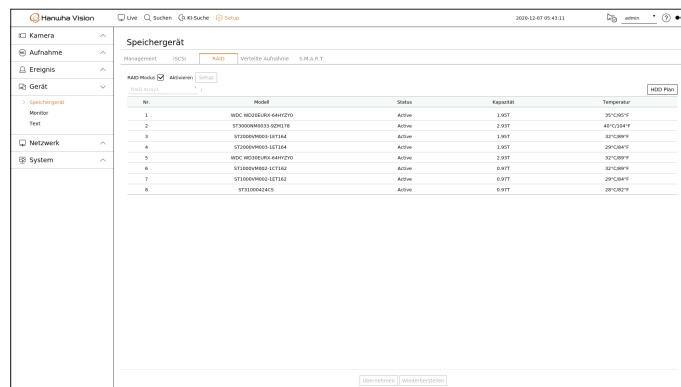 Hanwha Vision
Live Suchen KI-Suche Setup 2020-12-07 05:43:11 admin
Kamera
Aufnahme
Ereignis
Gerät
Speichergerät
Monitor
Text
Netzwerk
System
Speichergerät
Management iSCSI RAID Verteilte Aufnahme S.M.A.R.T.
RAID Modus Aktivieren Setup
RAID Array1 HDD Plan
Nr. Modell Status Kapazität Temperatur
1 WDC WD20EURX-64HYZY0 Active 1.95T 35°C/95°F
2 ST3000NM0033-9ZM178 Active 2.93T 40°C/104°F
3 ST2000VM003-1ET164 Active 1.95T 32°C/89°F
4 ST2000VM003-1ET164 Active 1.95T 29°C/84°F
5 WDC WD30EURX-64HYZY0 Active 2.93T 32°C/89°F
6 ST1000VM002-1CT162 Active 0.97T 32°C/89°F
7 ST1000VM002-1ET162 Active 0.97T 29°C/84°F
8 ST31000424CS Active 0.97T 28°C/82°F
Übernehmen Wiederherstellen